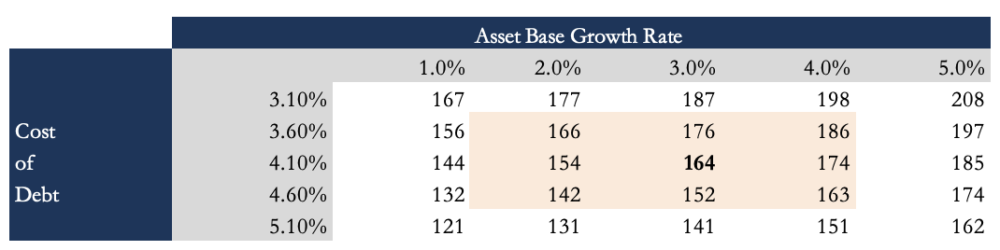 Asset Base Growth Rate
1.0% 2.0% 3.0% 4.0% 5.0%
3.10% 167 177 187 198 208
Cost 3.60% 156 166 176 186 197
of 4.10% 144 154 164 174 185
Debt 4.60% 132 142 152 163 174
5.10% 121 131 141 151 162